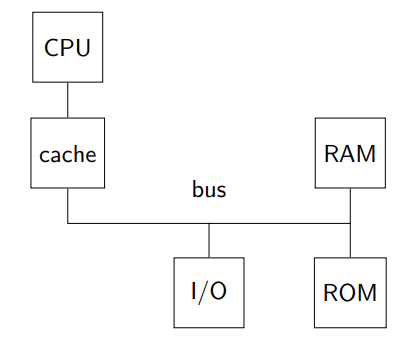 CPU
cache
RAM
bus
I/O
ROM